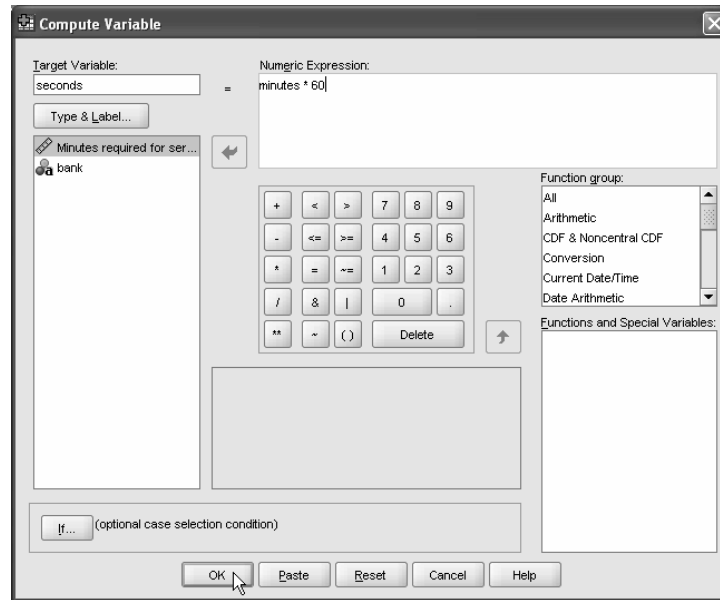 Compute Variable
Target Variable:
seconds
=
Numeric Expression:
minutes * 60
Type & Label...
Minutes required for ser...
bank
+ < > 7 8 9
- <= >= 4 5 6
* = ~= 1 2 3
/ & | 0 .
** ~ ( ) Delete
Function group:
All
Arithmetic
CDF & Noncentral CDF
Conversion
Current Date/Time
Date Arithmetic
Functions and Special Variables:
If... (optional case selection condition)
OK Paste Reset Cancel Help